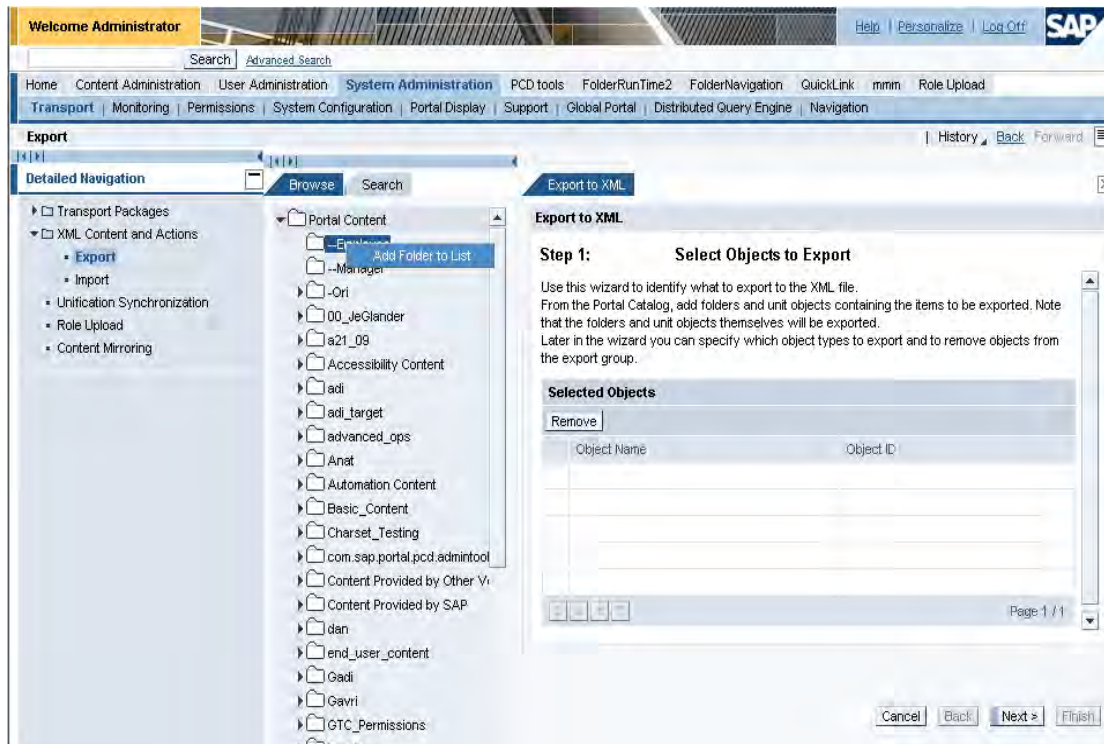 Welcome Administrator
Help | Personalize | Log Off
SAP
Search Advanced Search
Home Content Administration User Administration System Administration PCD tools FolderRunTime2 FolderNavigation QuickLink mmm Role Upload
Transport | Monitoring | Permissions | System Configuration | Portal Display | Support | Global Portal | Distributed Query Engine | Navigation
Export
| History Back Forward
Detailed Navigation
Transport Packages
XML Content and Actions
Export
Import
Unification Synchronization
Role Upload
Content Mirroring
Browse Search
Portal Content
Add Folder to List
--Manager
-Ori
00_JeGlander
a21_09
Accessibility Content
adi
adi_target
advanced_ops
Anat
Automation Content
Basic_Content
Charset_Testing
com.sap.portal.pcd.admintool
Content Provided by Other V
Content Provided by SAP
dan
end_user_content
Gadi
Gavri
GTC_Permissions
Export to XML
Export to XML
Step 1: Select Objects to Export
Use this wizard to identify what to export to the XML file.
From the Portal Catalog, add folders and unit objects containing the items to be exported. Note
that the folders and unit objects themselves will be exported.
Later in the wizard you can specify which object types to export and to remove objects from
the export group.
Selected Objects
Remove
Object Name Object ID
Page 1 / 1
Cancel Back Next > Finish